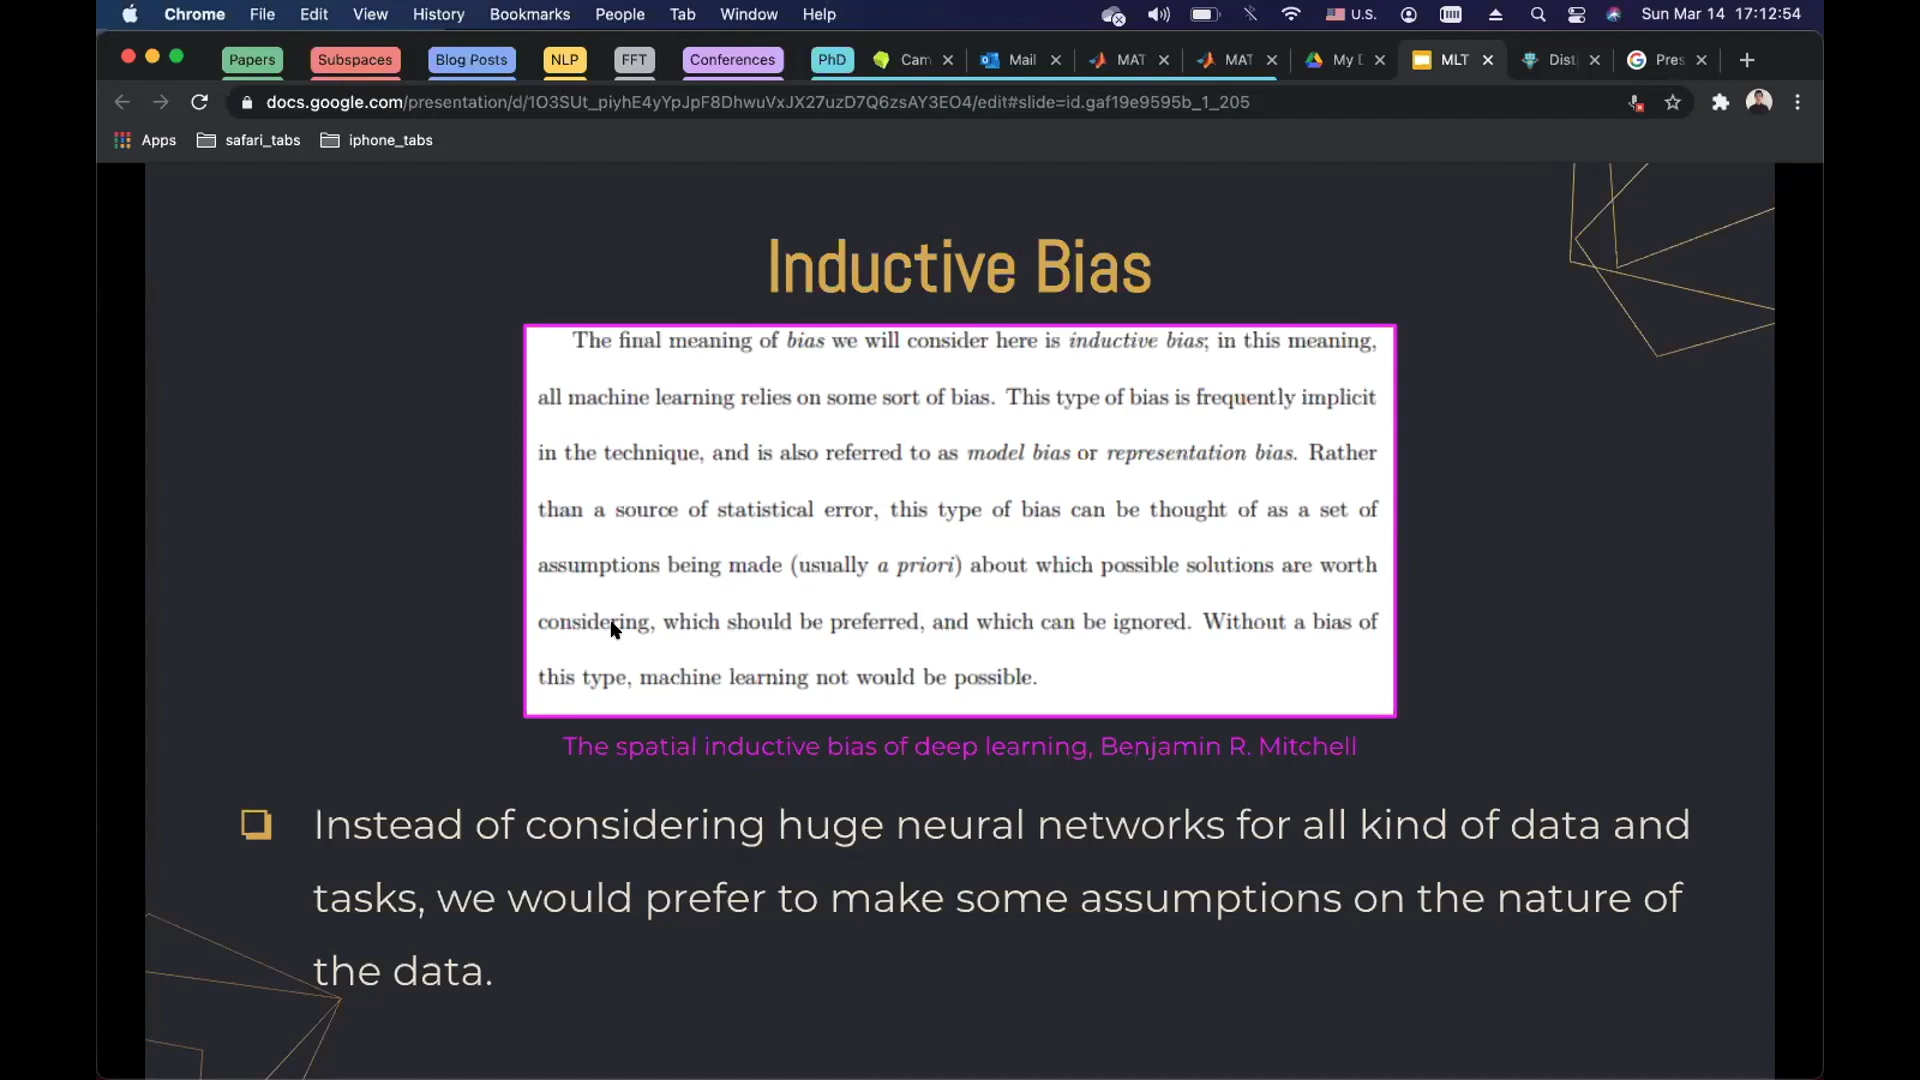 Chrome File Edit View History Bookmarks People Tab Window Help U.S. Sun Mar 14 17:12:54
Papers Subspaces Blog Posts NLP FFT Conferences PhD Cam Mail MAT MAT My D MLT Dist Pres
docs.google.com/presentation/d/1O3SUt_piyhE4yYpJpF8DhwuVxJX27uzD7Q6zsAY3EO4/edit#slide=id.gaf19e9595b_1_205
Apps safari_tabs iphone_tabs
Inductive Bias
The final meaning of bias we will consider here is inductive bias; in this meaning,
all machine learning relies on some sort of bias. This type of bias is frequently implicit
in the technique, and is also referred to as model bias or representation bias. Rather
than a source of statistical error, this type of bias can be thought of as a set of
assumptions being made (usually a priori) about which possible solutions are worth
considering, which should be preferred, and which can be ignored. Without a bias of
this type, machine learning not would be possible.
The spatial inductive bias of deep learning, Benjamin R. Mitchell
Instead of considering huge neural networks for all kind of data and
tasks, we would prefer to make some assumptions on the nature of
the data.